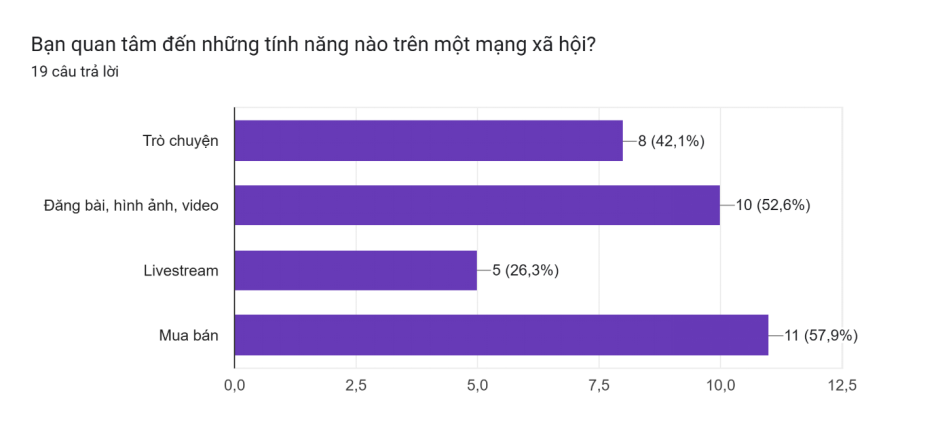 Bạn quan tâm đến những tính năng nào trên một mạng xã hội?
19 câu trả lời
Trò chuyện
8 (42,1%)
Đăng bài, hình ảnh, video
10 (52,6%)
Livestream
5 (26,3%)
Mua bán
11 (57,9%)
0,0 2,5 5,0 7,5 10,0 12,5